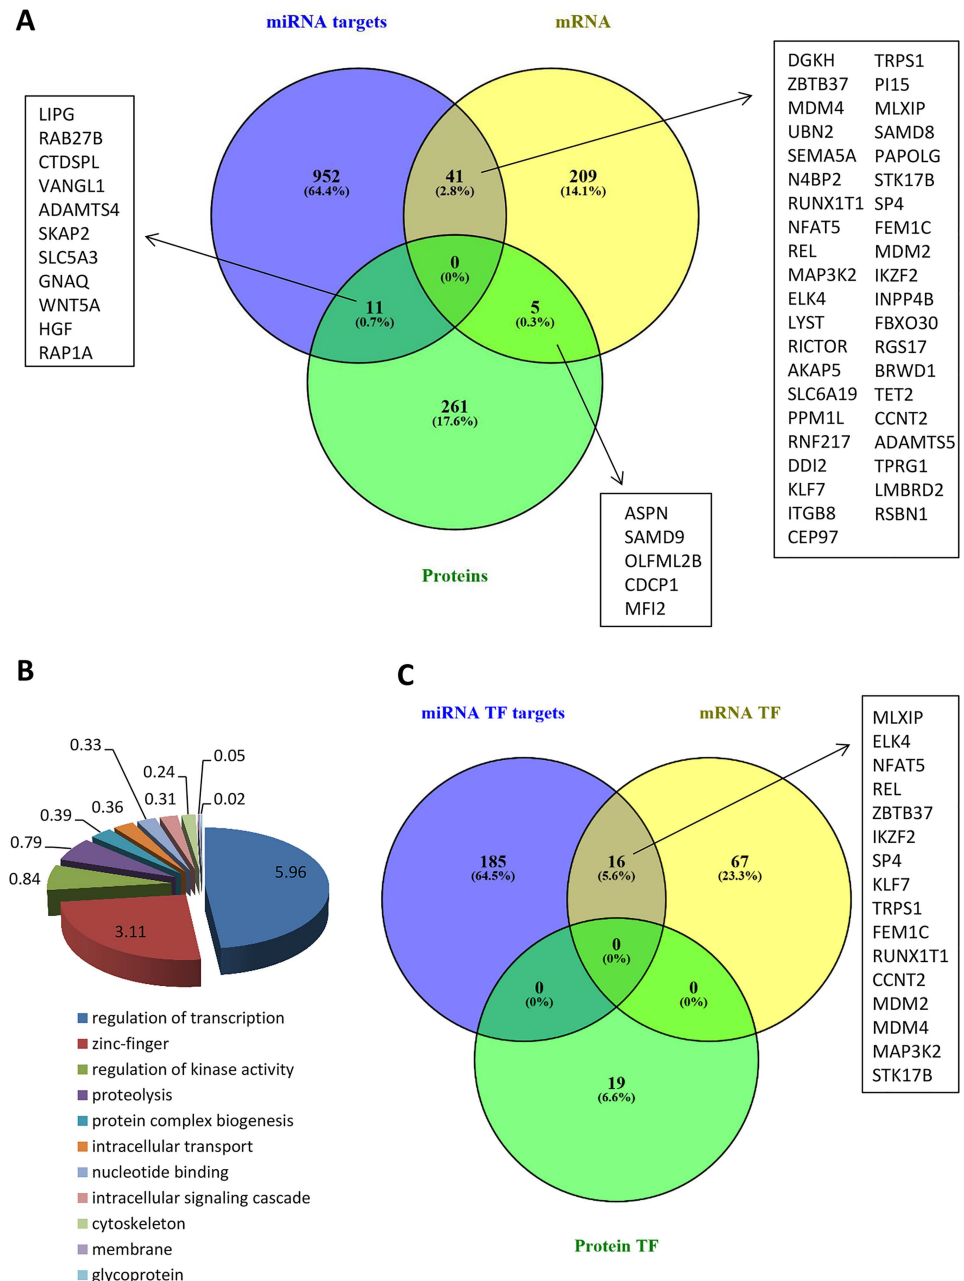 A
miRNA targets
mRNA
LIPG
RAB27B
CTDSPL
VANGL1
ADAMTS4
SKAP2
SLC5A3
GNAQ
WNT5A
HGF
RAP1A
952
(64.4%)
41
(2.8%)
209
(14.1%)
0
(0%)
11
(0.7%)
5
(0.3%)
261
(17.6%)
Proteins
DGKH TRPS1
ZBTB37 PI15
MDM4 MLXIP
UBN2 SAMD8
SEMA5A PAPOLG
N4BP2 STK17B
RUNX1T1 SP4
NFAT5 FEM1C
REL MDM2
MAP3K2 IKZF2
ELK4 INPP4B
LYST FBXO30
RICTOR RGS17
AKAP5 BRWD1
SLC6A19 TET2
PPM1L CCNT2
RNF217 ADAMTS5
DDI2 TPRG1
KLF7 LMBRD2
ITGB8 RSBN1
CEP97
ASPN
SAMD9
OLFML2B
CDCP1
MFI2
B
0.33
0.05
0.24
0.36
0.31
0.02
0.39
0.79
0.84
5.96
3.11
regulation of transcription
zinc-finger
regulation of kinase activity
proteolysis
protein complex biogenesis
intracellular transport
nucleotide binding
intracellular signaling cascade
cytoskeleton
membrane
glycoprotein
C
miRNA TF targets
mRNA TF
185
(64.5%)
16
(5.6%)
67
(23.3%)
0
(0%)
0
(0%)
0
(0%)
19
(6.6%)
Protein TF
MLXIP
ELK4
NFAT5
REL
ZBTB37
IKZF2
SP4
KLF7
TRPS1
FEM1C
RUNX1T1
CCNT2
MDM2
MDM4
MAP3K2
STK17B